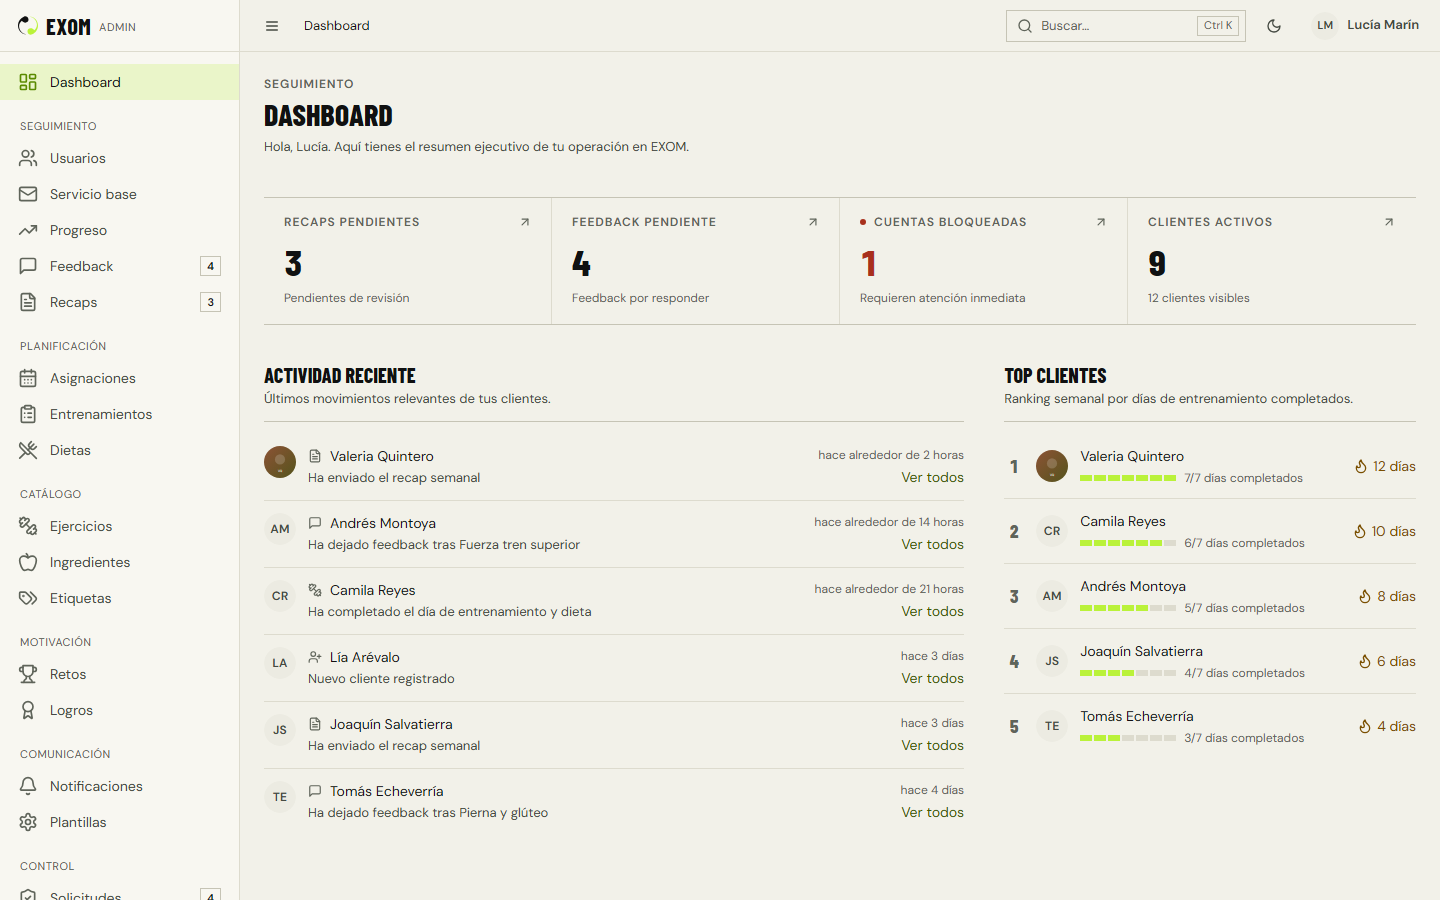 EXOM ADMIN
Dashboard
Buscar...
Ctrl K
LM
Lucía Marín
Dashboard
SEGUIMIENTO
Usuarios
Servicio base
Progreso
Feedback 4
Recaps 3
PLANIFICACIÓN
Asignaciones
Entrenamientos
Dietas
CATÁLOGO
Ejercicios
Ingredientes
Etiquetas
MOTIVACIÓN
Retos
Logros
COMUNICACIÓN
Notificaciones
Plantillas
CONTROL
Solicitudes 4
SEGUIMIENTO
DASHBOARD
Hola, Lucía. Aquí tienes el resumen ejecutivo de tu operación en EXOM.
RECAPS PENDIENTES
3
Pendientes de revisión
FEEDBACK PENDIENTE
4
Feedback por responder
CUENTAS BLOQUEADAS
1
Requieren atención inmediata
CLIENTES ACTIVOS
9
12 clientes visibles
ACTIVIDAD RECIENTE
Últimos movimientos relevantes de tus clientes.
Valeria Quintero
hace alrededor de 2 horas
Ha enviado el recap semanal
Ver todos
AM
Andrés Montoya
hace alrededor de 14 horas
Ha dejado feedback tras Fuerza tren superior
Ver todos
CR
Camila Reyes
hace alrededor de 21 horas
Ha completado el día de entrenamiento y dieta
Ver todos
LA
Lía Arévalo
hace 3 días
Nuevo cliente registrado
Ver todos
JS
Joaquín Salvatierra
hace 3 días
Ha enviado el recap semanal
Ver todos
TE
Tomás Echeverría
hace 4 días
Ha dejado feedback tras Pierna y glúteo
Ver todos
TOP CLIENTES
Ranking semanal por días de entrenamiento completados.
1
Valeria Quintero
7/7 días completados
12 días
2
CR
Camila Reyes
6/7 días completados
10 días
3
AM
Andrés Montoya
5/7 días completados
8 días
4
JS
Joaquín Salvatierra
4/7 días completados
6 días
5
TE
Tomás Echeverría
3/7 días completados
4 días